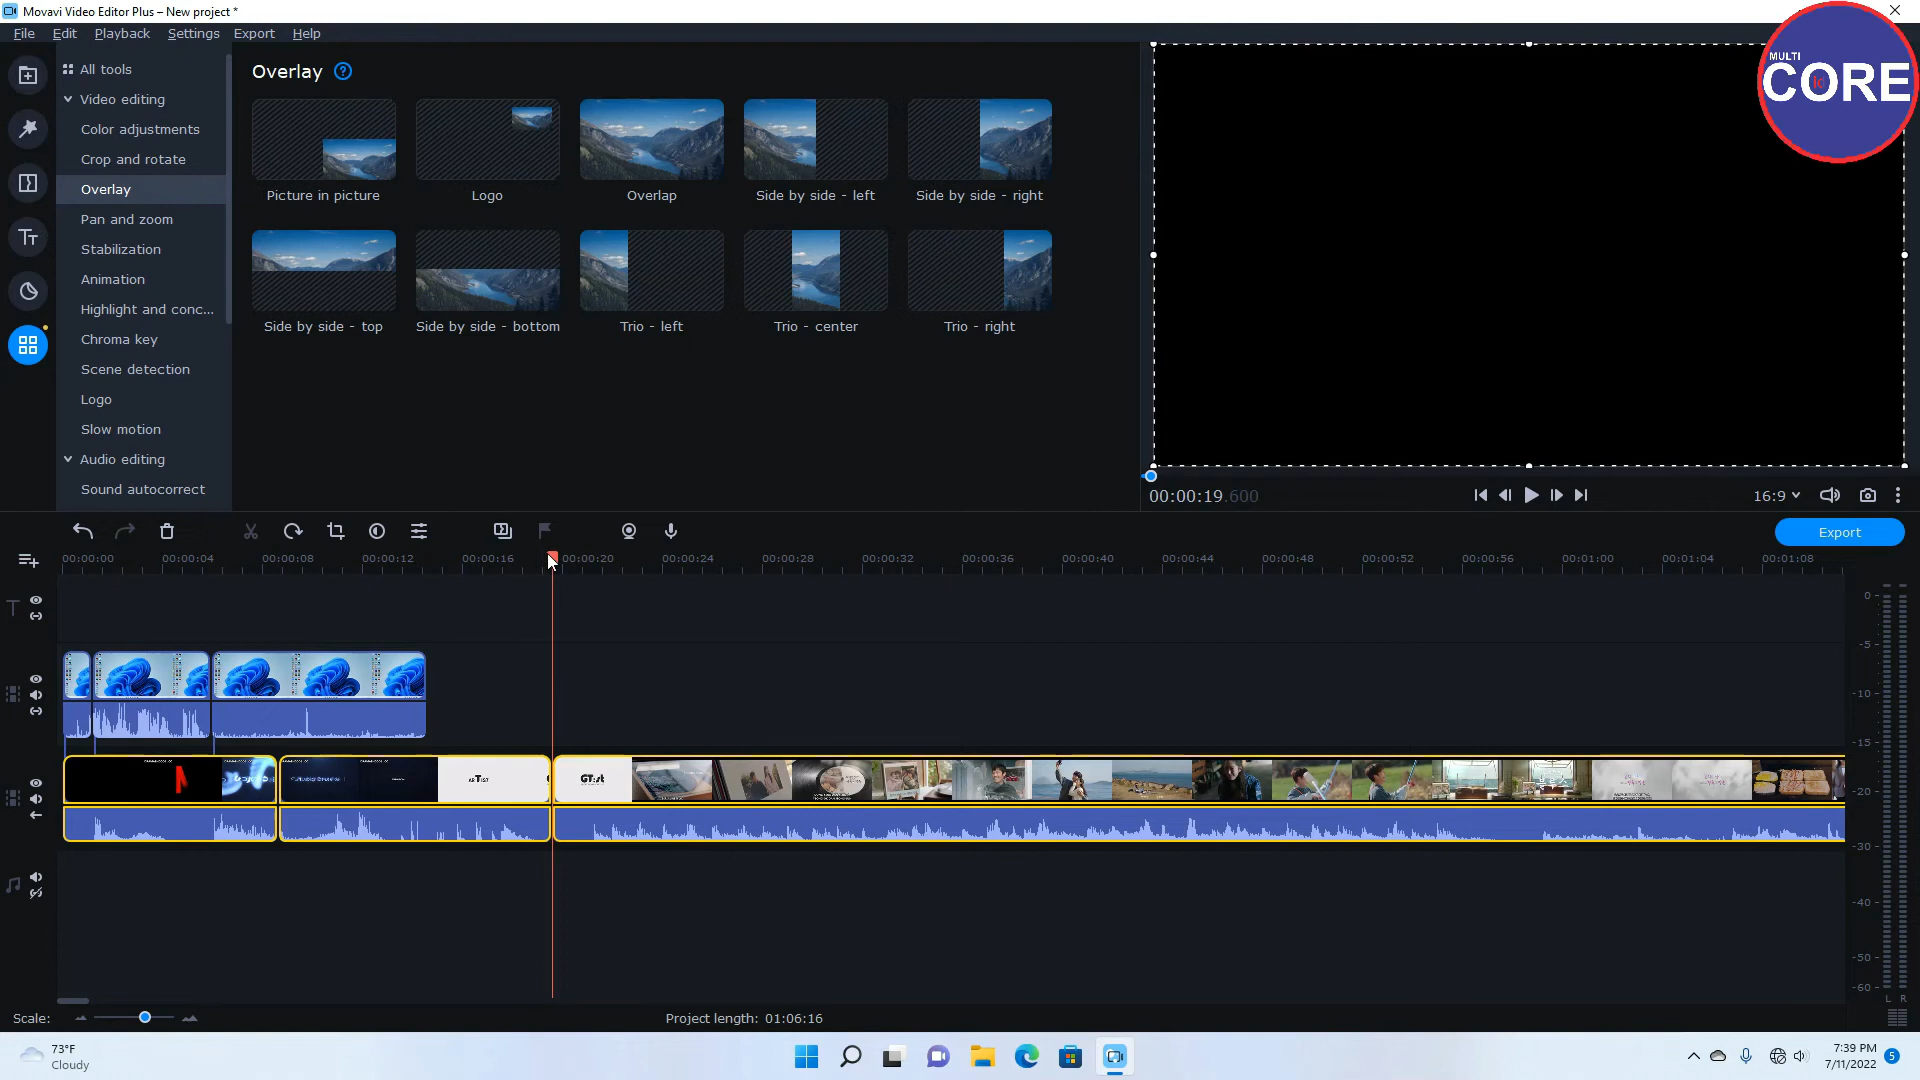 Movavi Video Editor Plus – New project *
File Edit Playback Settings Export Help
MULTI
CORE
id
All tools
Video editing
Color adjustments
Crop and rotate
Overlay
Pan and zoom
Stabilization
Animation
Highlight and conc...
Chroma key
Scene detection
Logo
Slow motion
Audio editing
Sound autocorrect
Overlay ?
Picture in picture Logo Overlap Side by side - left Side by side - right
Side by side - top Side by side - bottom Trio - left Trio - center Trio - right
00:00:19.600
16:9
Export
00:00:00 00:00:04 00:00:08 00:00:12 00:00:16 00:00:20 00:00:24 00:00:28 00:00:32 00:00:36 00:00:40 00:00:44 00:00:48 00:00:52 00:00:56 00:01:00 00:01:04 00:01:08
ARTIST
GT:st
0
-5
-10
-15
-20
-30
-40
-50
-60
L R
Scale:
Project length: 01:06:16
73°F
Cloudy
7:39 PM
7/11/2022
5